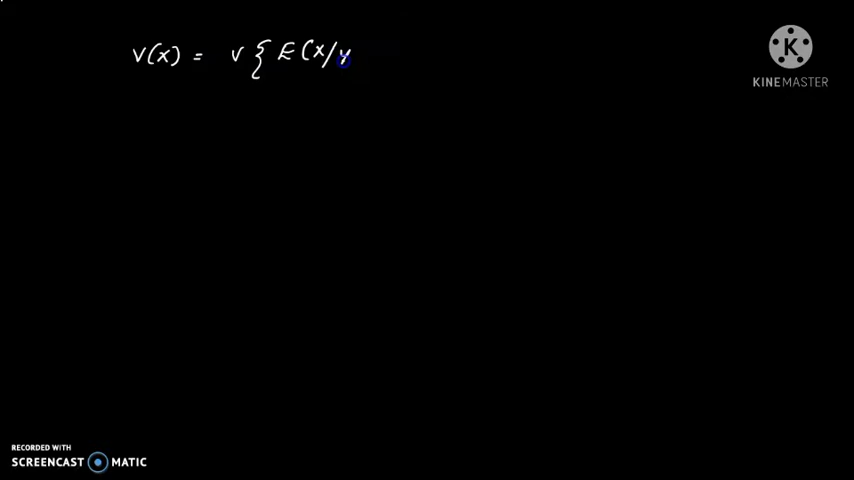 V(X) = V { E(X/Y
KINEMASTER
RECORDED WITH
SCREENCAST MATIC